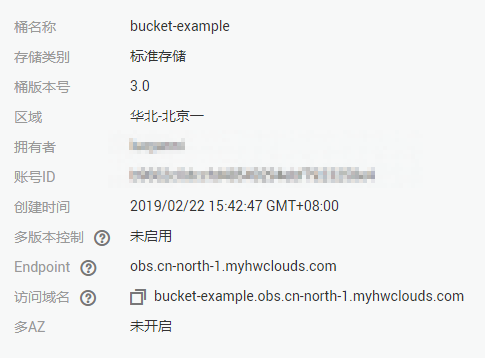 桶名称 bucket-example
存储类别 标准存储
桶版本号 3.0
区域 华北-北京一
拥有者
账号ID
创建时间 2019/02/22 15:42:47 GMT+08:00
多版本控制 ? 未启用
Endpoint ? obs.cn-north-1.myhwclouds.com
访问域名 ? bucket-example.obs.cn-north-1.myhwclouds.com
多AZ 未开启